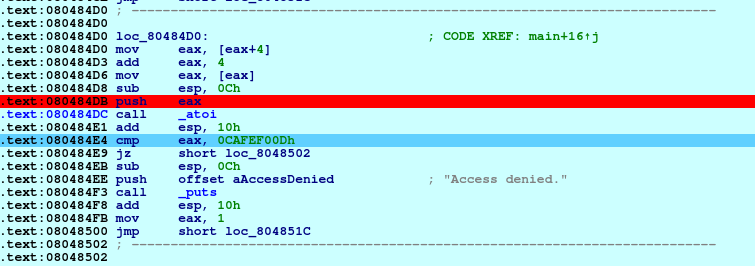 .text:080484D0 ; ---------------------------------------------------------------------------
.text:080484D0
.text:080484D0 loc_80484D0: ; CODE XREF: main+16↑j
.text:080484D0 mov eax, [eax+4]
.text:080484D3 add eax, 4
.text:080484D6 mov eax, [eax]
.text:080484D8 sub esp, 0Ch
.text:080484DB push eax
.text:080484DC call _atoi
.text:080484E1 add esp, 10h
.text:080484E4 cmp eax, 0CAFEF00Dh
.text:080484E9 jz short loc_8048502
.text:080484EB sub esp, 0Ch
.text:080484EE push offset aAccessDenied ; "Access denied."
.text:080484F3 call _puts
.text:080484F8 add esp, 10h
.text:080484FB mov eax, 1
.text:08048500 jmp short loc_804851C
.text:08048502 ; ---------------------------------------------------------------------------
.text:08048502